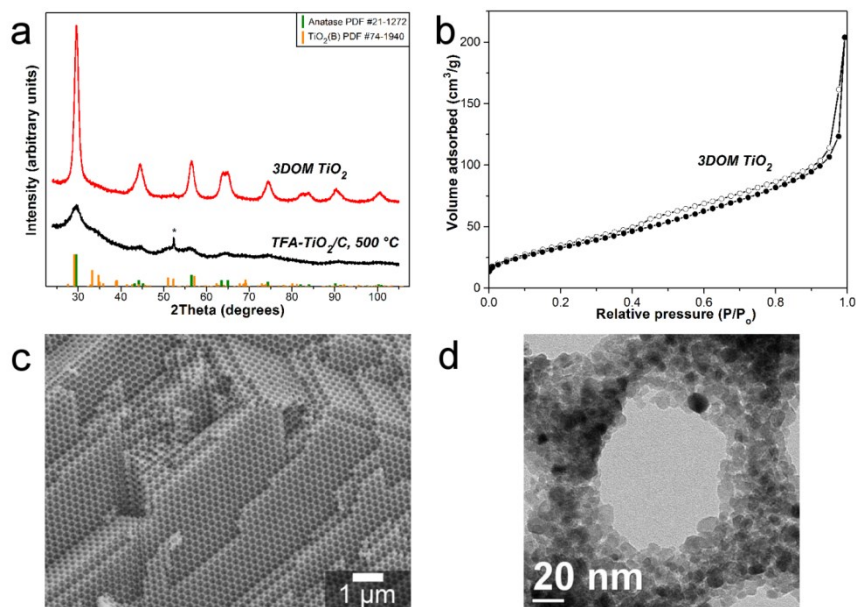 a
Anatase PDF #21-1272
TiO2(B) PDF #74-1940
Intensity (arbitrary units)
3DOM TiO2
*
TFA-TiO2/C, 500 °C
30 40 50 60 70 80 90 100
2Theta (degrees)
b
Volume adsorbed (cm³/g)
200
150
100
50
0
3DOM TiO2
0.0 0.2 0.4 0.6 0.8 1.0
Relative pressure (P/Po)
c
1 µm
d
20 nm